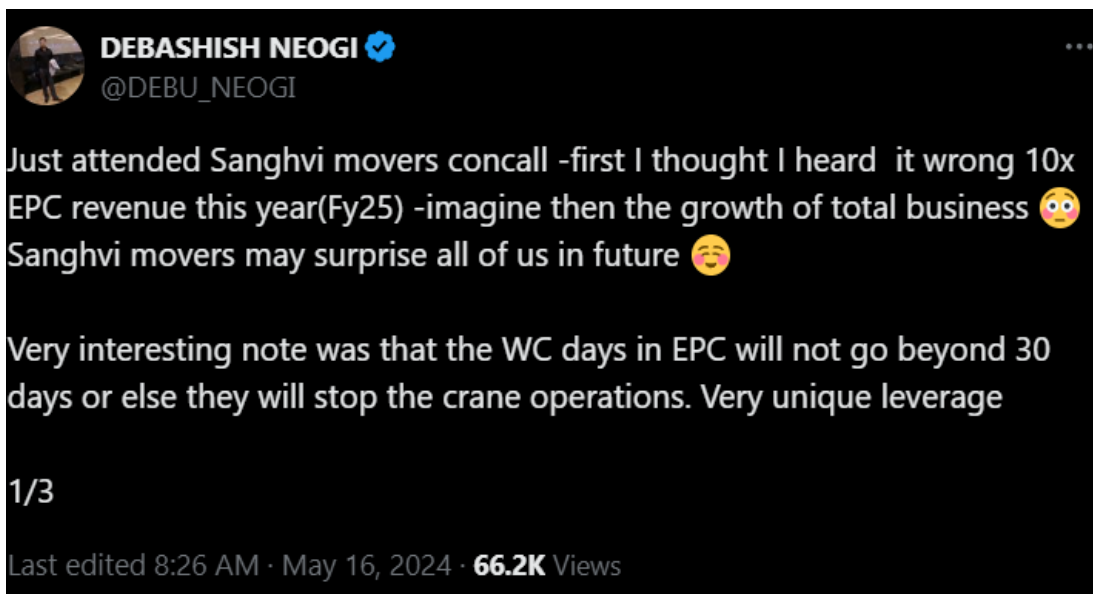 DEBASHISH NEOGI
@DEBU_NEOGI
Just attended Sanghvi movers concall -first I thought I heard  it wrong 10x
EPC revenue this year(Fy25) -imagine then the growth of total business 😳
Sanghvi movers may surprise all of us in future ☺️
Very interesting note was that the WC days in EPC will not go beyond 30
days or else they will stop the crane operations. Very unique leverage
1/3
Last edited 8:26 AM · May 16, 2024 · 66.2K Views